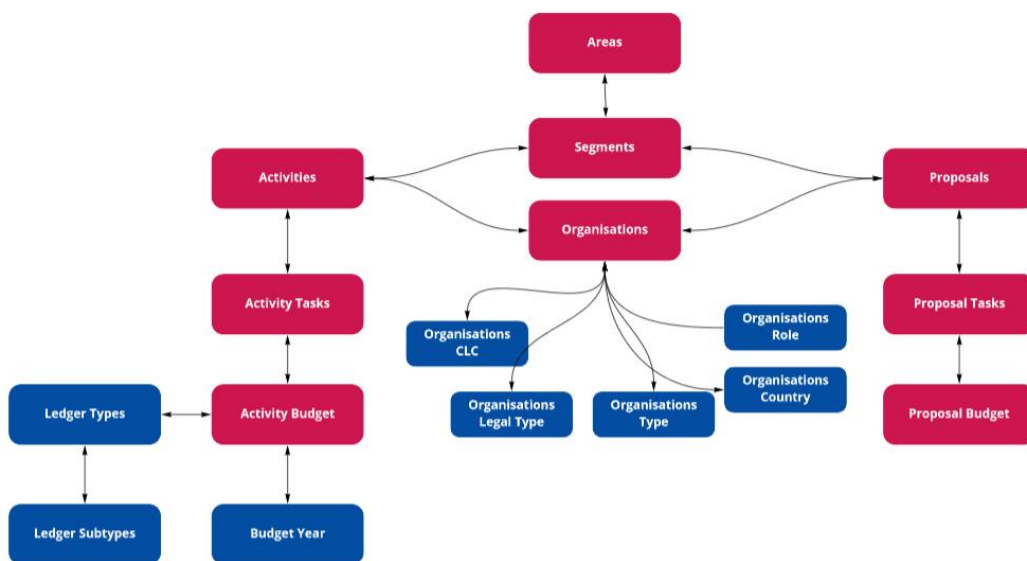 Areas
Segments
Activities
Proposals
Organisations
Activity Tasks
Proposal Tasks
Organisations
CLC
Organisations
Role
Organisations
Legal Type
Organisations
Type
Organisations
Country
Ledger Types
Activity Budget
Proposal Budget
Ledger Subtypes
Budget Year